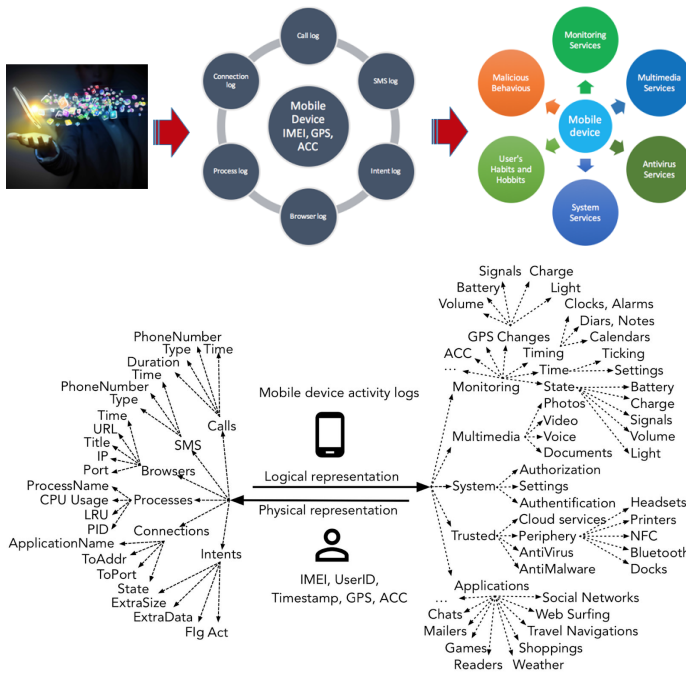 Call log
Connection
log
SMS log
Mobile
Device
IMEI, GPS,
ACC
Process log
Intent log
Browser log
Monitoring
Services
Malicious
Behavious
Multimedia
Services
Mobile
device
User's
Habits and
Hobbits
Antivirus
Services
System
Services
PhoneNumber
Type
Time
Duration
Time
PhoneNumber
Type
Calls
Time
URL
Title
IP
Port
SMS
Browsers
ProcessName
CPU Usage
LRU
PID
Processes
Connections
ApplicationName
ToAddr
ToPort
State
Intents
ExtraSize
ExtraData
FIg Act
Mobile device activity logs
Logical representation
Physical representation
IMEI, UserID,
Timestamp, GPS, ACC
Signals
Charge
Battery
Light
Volume
Clocks, Alarms
Diars, Notes
Calendars
GPS Changes
ACC
...
Timing
Ticking
Time
Settings
Monitoring
State
Battery
Charge
Signals
Volume
Light
Photos
Video
Multimedia
Voice
Documents
Authorization
System
Settings
Authentification
Cloud services
Trusted
Periphery
AntiVirus
AntiMalware
Headsets
Printers
NFC
Bluetooth
Docks
Applications
...
Social Networks
Chats
Web Surfing
Mailers
Travel Navigations
Games
Shoppings
Readers
Weather